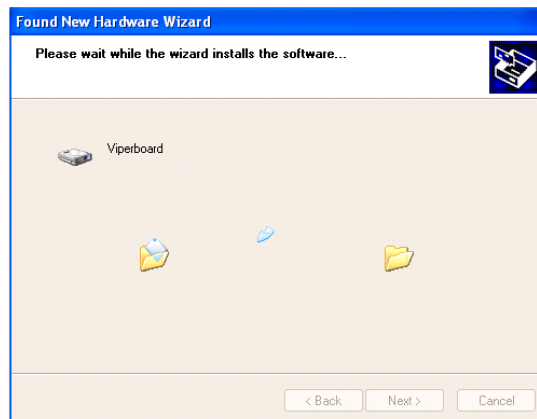 Found New Hardware Wizard
Please wait while the wizard installs the software...
Viperboard
< Back
Next >
Cancel